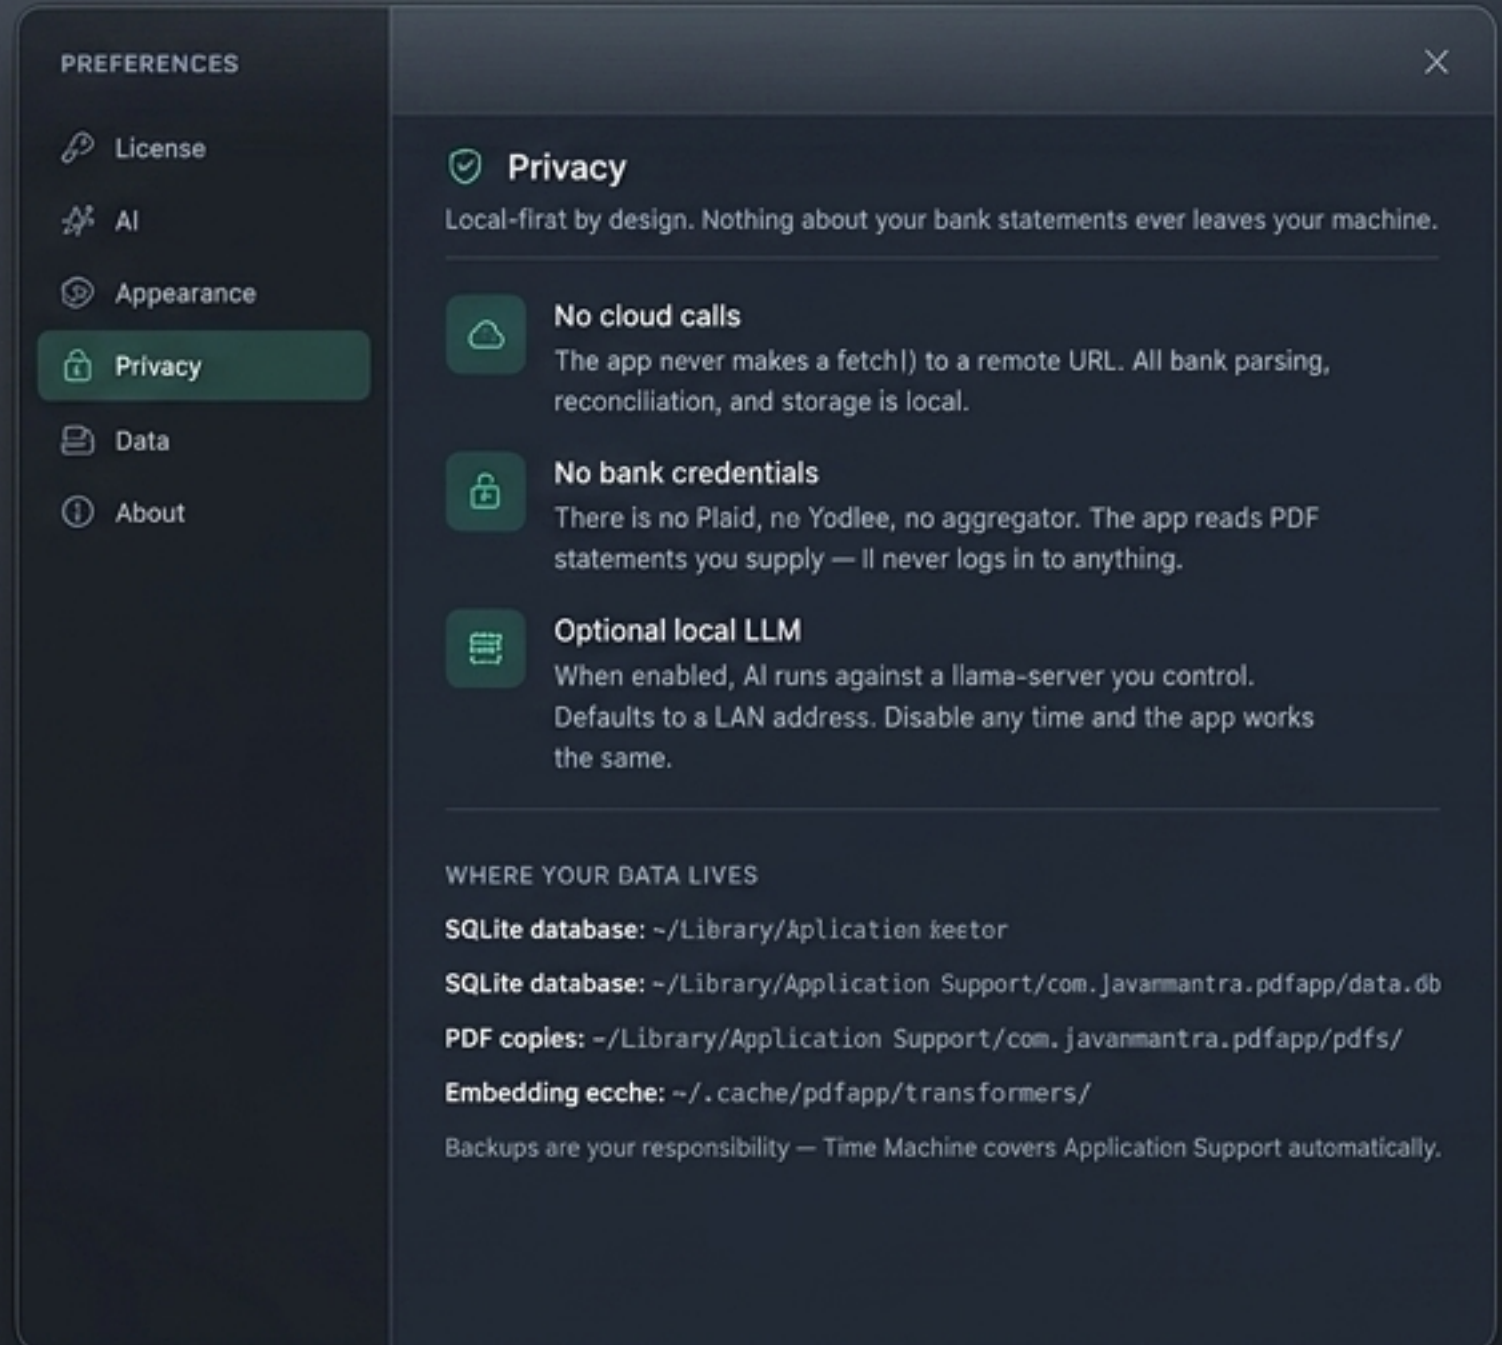 PREFERENCES
License
AI
Appearance
Privacy
Data
About
Privacy
Local-firat by design. Nothing about your bank statements ever leaves your machine.
No cloud calls
The app never makes a fetch|) to a remote URL. All bank parsing,
reconciliation, and storage is local.
No bank credentials
There is no Plaid, no Yodlee, no aggregator. The app reads PDF
statements you supply — Il never logs in to anything.
Optional local LLM
When enabled, AI runs against a llama-server you control.
Defaults to a LAN address. Disable any time and the app works
the same.
WHERE YOUR DATA LIVES
SQLite database: ~/Library/Aplication
SQLite database: ~/Library/Application Support/com.javammantra.pdfapp/data.db
PDF copies: ~/Library/Application Support/com.javanmantra.pdfapp/pdfs/
Embedding ecche: ~/.cache/pdfapp/transformers/
Backups are your responsibility — Time Machine covers Application Support automatically.